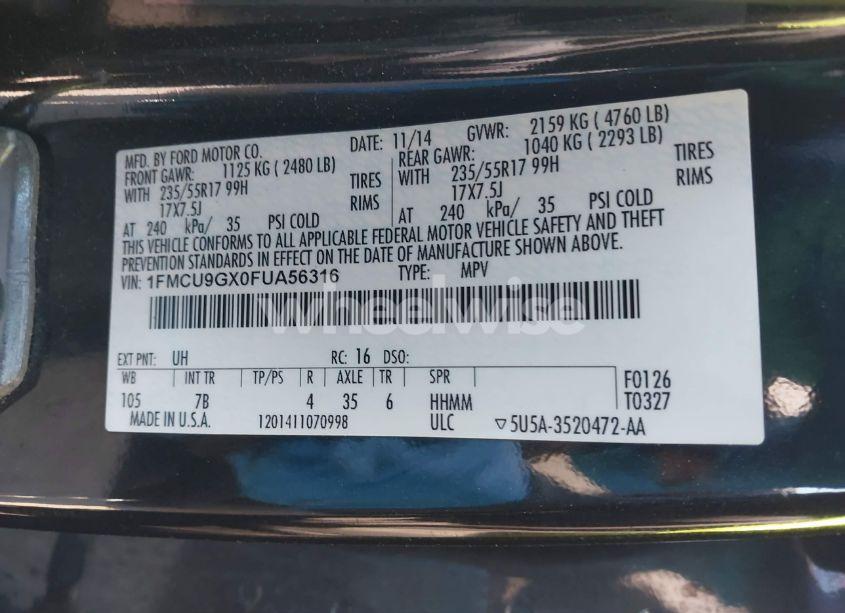 MFD. BY FORD MOTOR CO. DATE: 11/14 GVWR: 2159 KG ( 4760 LB)
FRONT GAWR: 1125 KG ( 2480 LB) REAR GAWR: 1040 KG ( 2293 LB)
WITH 235/55R17 99H TIRES WITH 235/55R17 99H TIRES
17X7.5J RIMS 17X7.5J RIMS
AT 240 kPa/ 35 PSI COLD AT 240 kPa/ 35 PSI COLD
THIS VEHICLE CONFORMS TO ALL APPLICABLE FEDERAL MOTOR VEHICLE SAFETY AND THEFT
PREVENTION STANDARDS IN EFFECT ON THE DATE OF MANUFACTURE SHOWN ABOVE.
VIN: 1FMCU9GX0FUA56316 TYPE: MPV
wheelwise
EXT PNT: UH RC: 16 DSO:
WB INT TR TP/PS R AXLE TR SPR F0126
105 7B 4 35 6 HHMM T0327
MADE IN U.S.A. 1201411070998 ULC ▽5U5A-3520472-AA